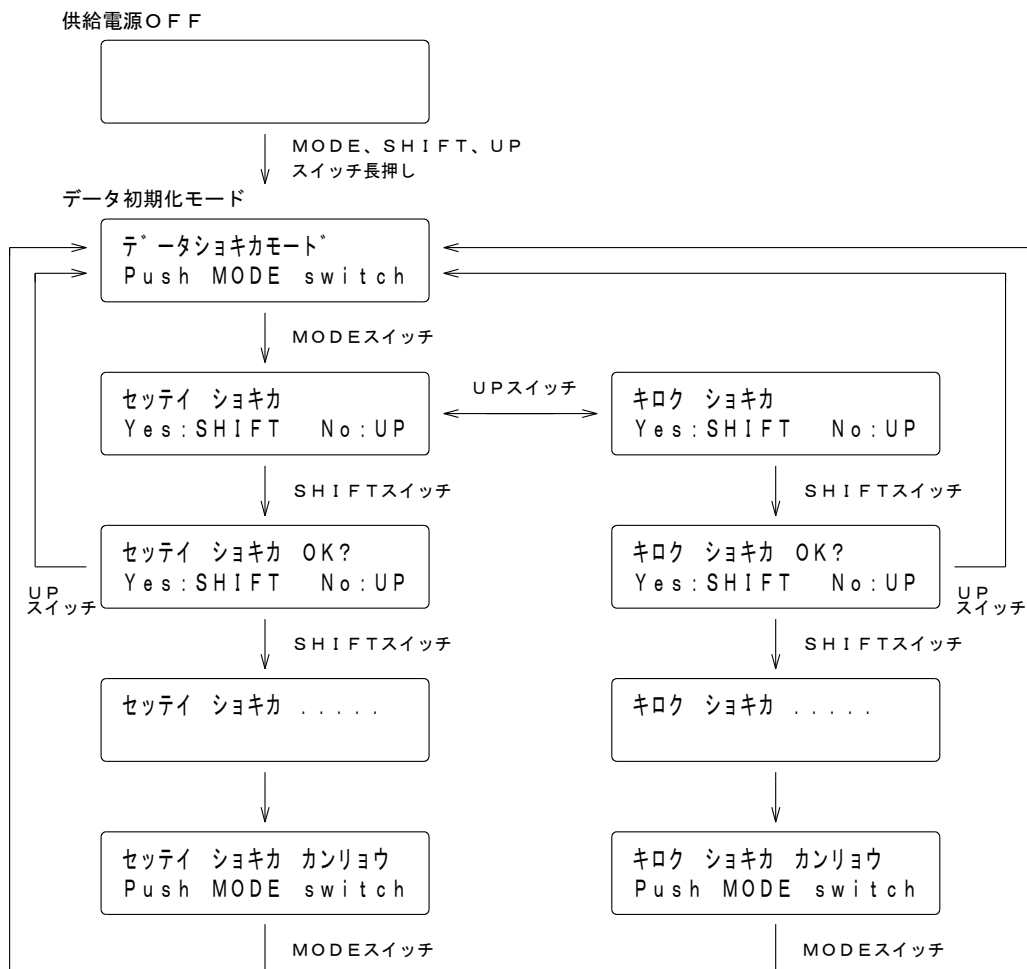 供給電源ＯＦＦ
ＭＯＤＥ、ＳＨＩＦＴ、ＵＰ
スイッチ長押し
データ初期化モード
デﾞータショキカモードﾞ
Ｐｕｓｈ ＭＯＤＥ ｓｗｉｔｃｈ
ＭＯＤＥスイッチ
セッテイ ショキカ
Ｙｅｓ：ＳＨＩＦＴ Ｎｏ：ＵＰ
ＵＰスイッチ
キロク ショキカ
Ｙｅｓ：ＳＨＩＦＴ Ｎｏ：ＵＰ
ＳＨＩＦＴスイッチ
ＳＨＩＦＴスイッチ
セッテイ ショキカ ＯＫ？
Ｙｅｓ：ＳＨＩＦＴ Ｎｏ：ＵＰ
キロク ショキカ ＯＫ？
Ｙｅｓ：ＳＨＩＦＴ Ｎｏ：ＵＰ
ＵＰ
スイッチ
ＵＰ
スイッチ
ＳＨＩＦＴスイッチ
ＳＨＩＦＴスイッチ
セッテイ ショキカ ．．．．．
キロク ショキカ ．．．．．
セッテイ ショキカ カンリョウ
Ｐｕｓｈ ＭＯＤＥ ｓｗｉｔｃｈ
キロク ショキカ カンリョウ
Ｐｕｓｈ ＭＯＤＥ ｓｗｉｔｃｈ
ＭＯＤＥスイッチ
ＭＯＤＥスイッチ